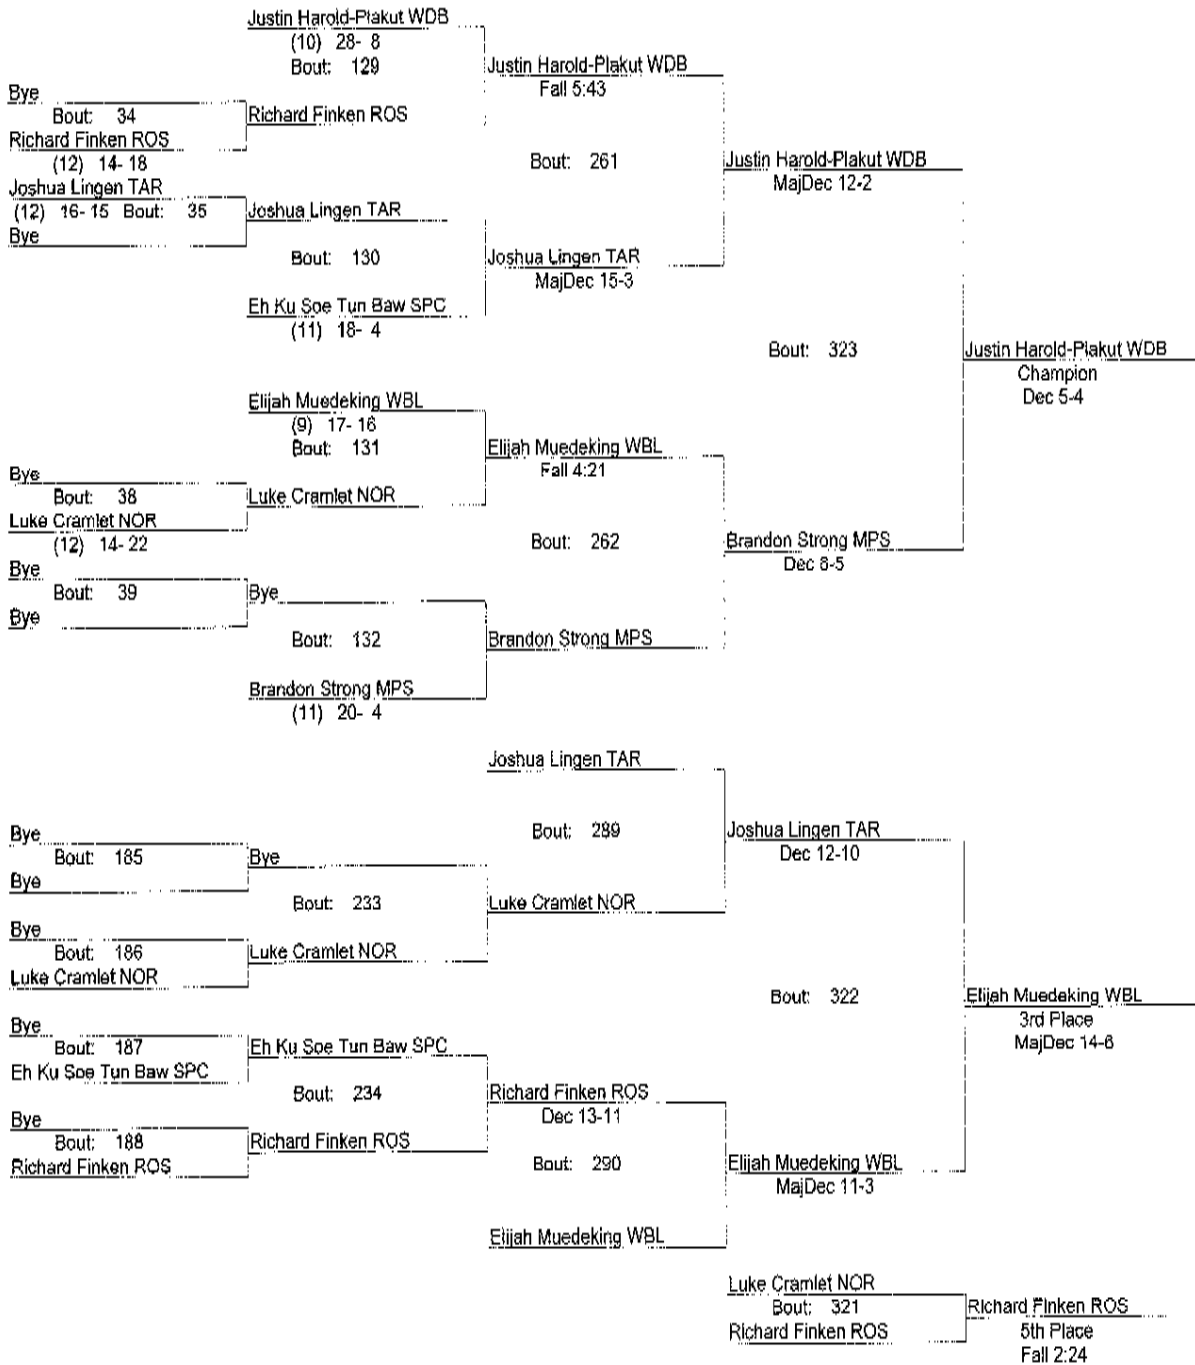 Justin Harold-Plakut WDB
(10) 28- 8
Bout: 129
Justin Harold-Plakut WDB
Fall 5:43
Bye
Bout: 34
Richard Finken ROS
Richard Finken ROS
(12) 14- 18
Bout: 261
Justin Harold-Plakut WDB
MajDec 12-2
Joshua Lingen TAR
(12) 16- 15 Bout: 35
Joshua Lingen TAR
Bye
Bout: 130
Joshua Lingen TAR
MajDec 15-3
Eh Ku Soe Tun Baw SPC
(11) 18- 4
Bout: 323
Justin Harold-Plakut WDB
Champion
Dec 5-4
Elijah Muedeking WBL
(9) 17- 16
Bout: 131
Elijah Muedeking WBL
Fall 4:21
Bye
Bout: 38
Luke Cramlet NOR
Luke Cramlet NOR
(12) 14- 22
Bout: 262
Brandon Strong MPS
Dec 8-5
Bye
Bout: 39
Bye
Bye
Bout: 132
Brandon Strong MPS
Brandon Strong MPS
(11) 20- 4
Joshua Lingen TAR
Bout: 289
Joshua Lingen TAR
Dec 12-10
Bye
Bout: 185
Bye
Bye
Bout: 233
Luke Cramlet NOR
Bye
Bout: 186
Luke Cramlet NOR
Luke Cramlet NOR
Bout: 322
Elijah Muedeking WBL
3rd Place
MajDec 14-6
Bye
Bout: 187
Eh Ku Soe Tun Baw SPC
Eh Ku Soe Tun Baw SPC
Bout: 234
Richard Finken ROS
Dec 13-11
Bye
Bout: 188
Richard Finken ROS
Richard Finken ROS
Bout: 290
Elijah Muedeking WBL
MajDec 11-3
Elijah Muedeking WBL
Luke Cramlet NOR
Bout: 321
Richard Finken ROS
Richard Finken ROS
5th Place
Fall 2:24